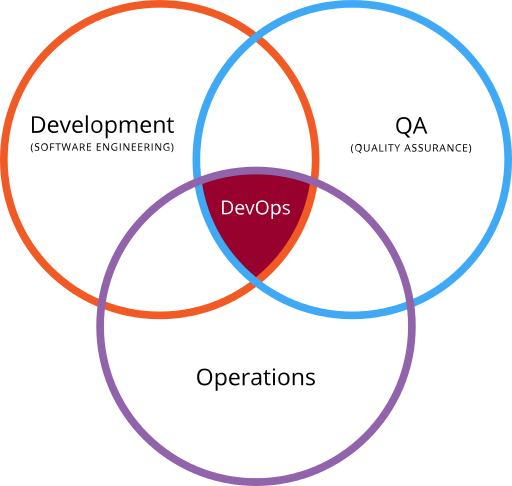 Development
(SOFTWARE ENGINEERING)
QA
(QUALITY ASSURANCE)
DevOps
Operations